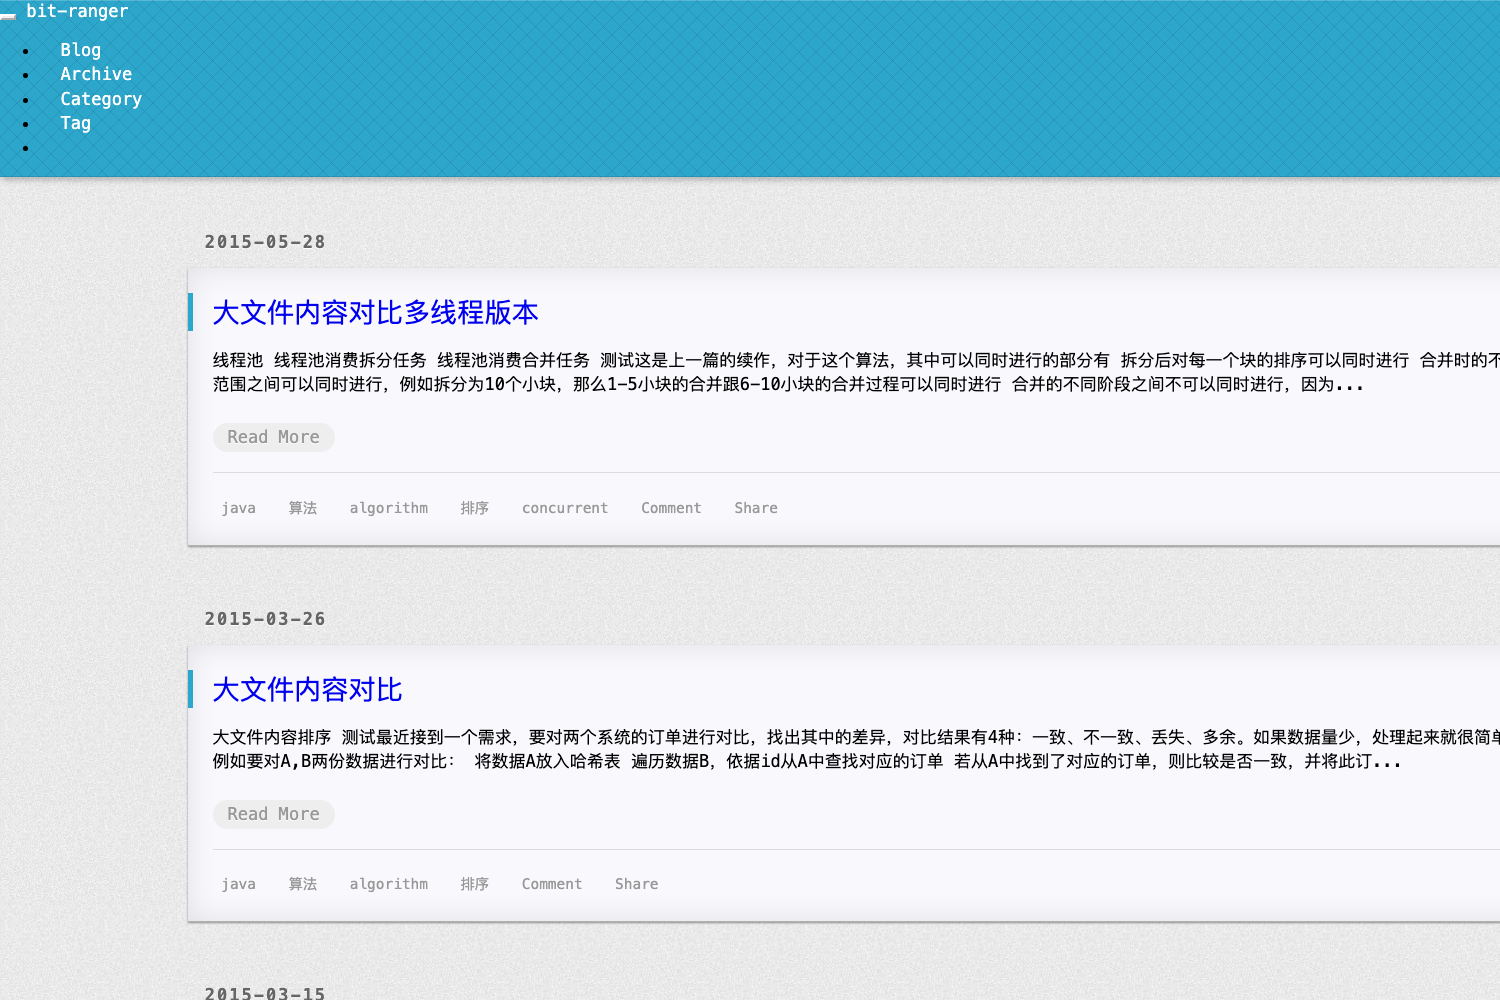 bit-ranger
Blog
Archive
Category
Tag
2015-05-28
大文件内容对比多线程版本
线程池 线程池消费拆分任务 线程池消费合并任务 测试这是上一篇的续作，对于这个算法，其中可以同时进行的部分有 拆分后对每一个块的排序可以同时进行 合并时的不
范围之间可以同时进行，例如拆分为10个小块，那么1-5小块的合并跟6-10小块的合并过程可以同时进行 合并的不同阶段之间不可以同时进行，因为...
Read More
java 算法 algorithm 排序 concurrent Comment Share
2015-03-26
大文件内容对比
大文件内容排序 测试最近接到一个需求，要对两个系统的订单进行对比，找出其中的差异，对比结果有4种：一致、不一致、丢失、多余。如果数据量少，处理起来就很简单
例如要对A,B两份数据进行对比： 将数据A放入哈希表 遍历数据B，依据id从A中查找对应的订单 若从A中找到了对应的订单，则比较是否一致，并将此订...
Read More
java 算法 algorithm 排序 Comment Share
2015-03-15